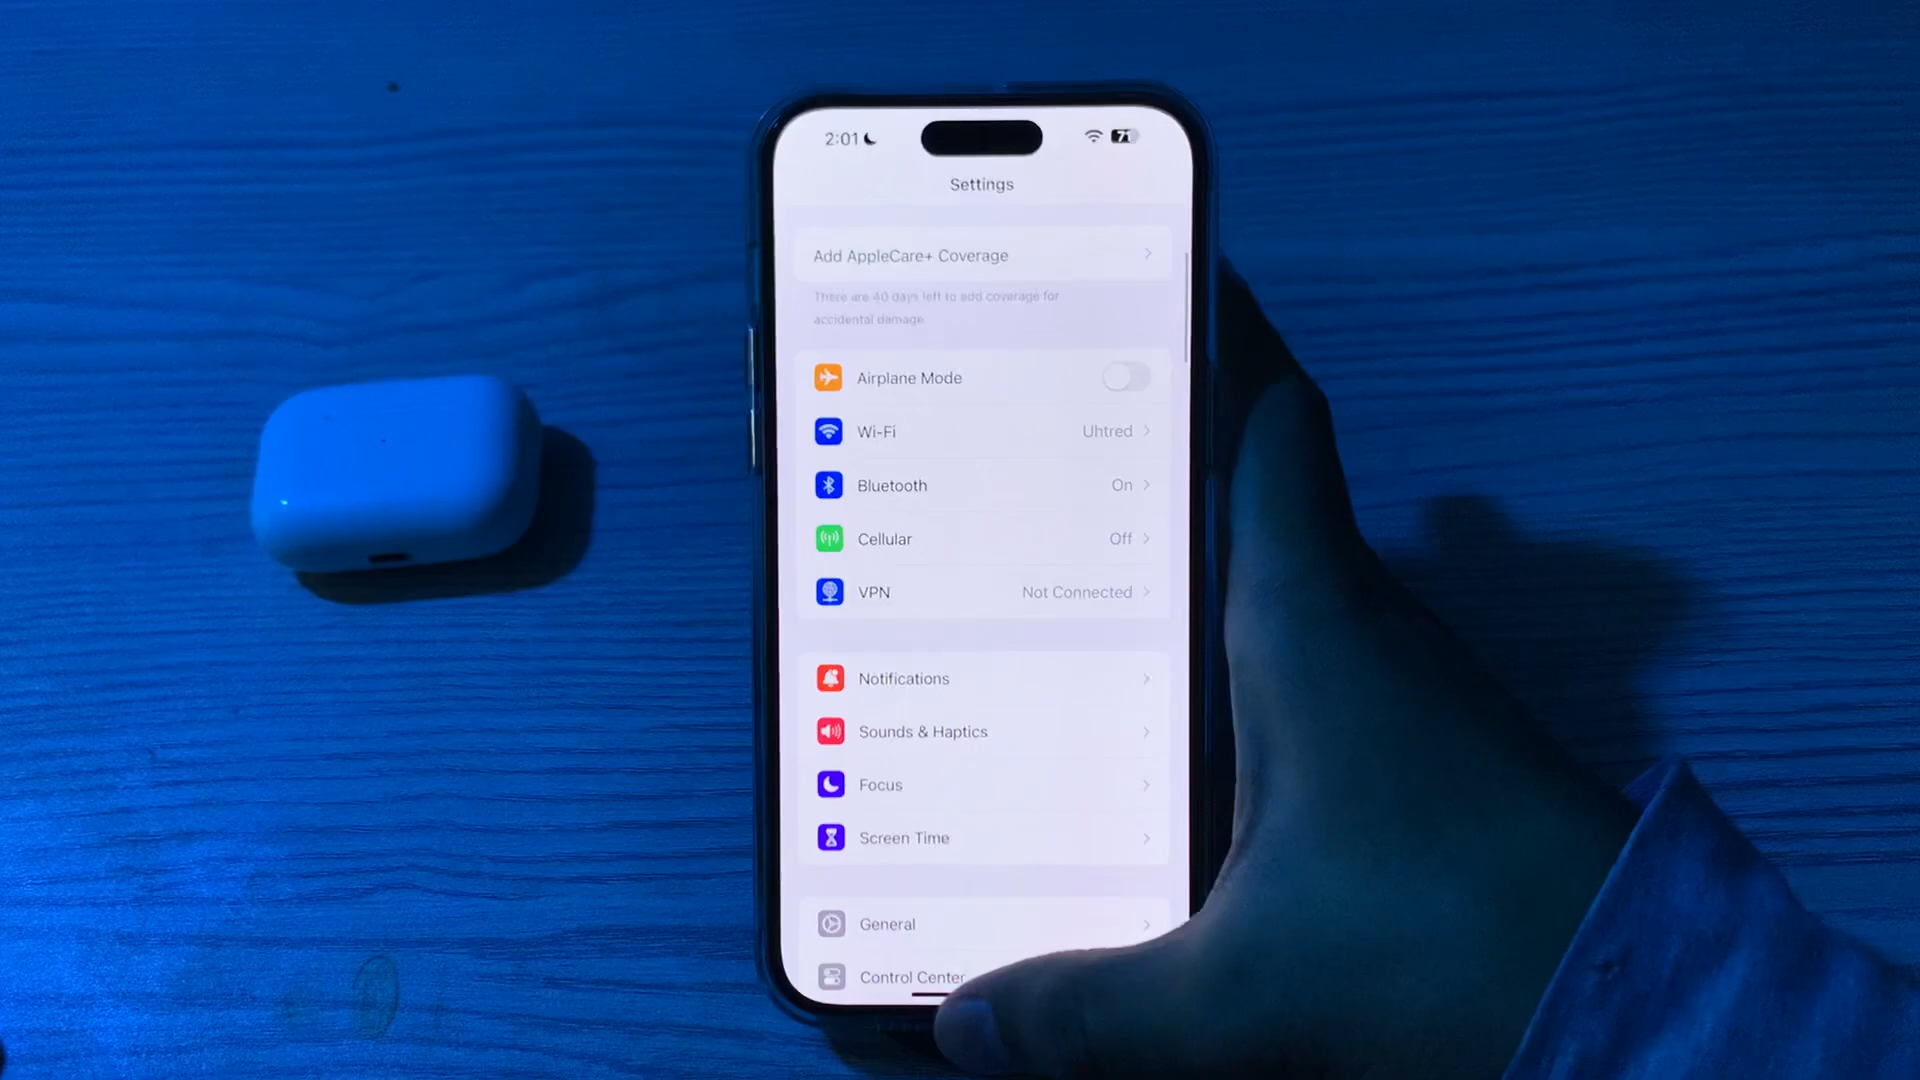 2:01
71
Settings
Add AppleCare+ Coverage
There are 40 days left to add coverage for
accidental damage.
Airplane Mode
Wi-Fi Uhtred
Bluetooth On
Cellular Off
VPN Not Connected
Notifications
Sounds & Haptics
Focus
Screen Time
General
Control Center